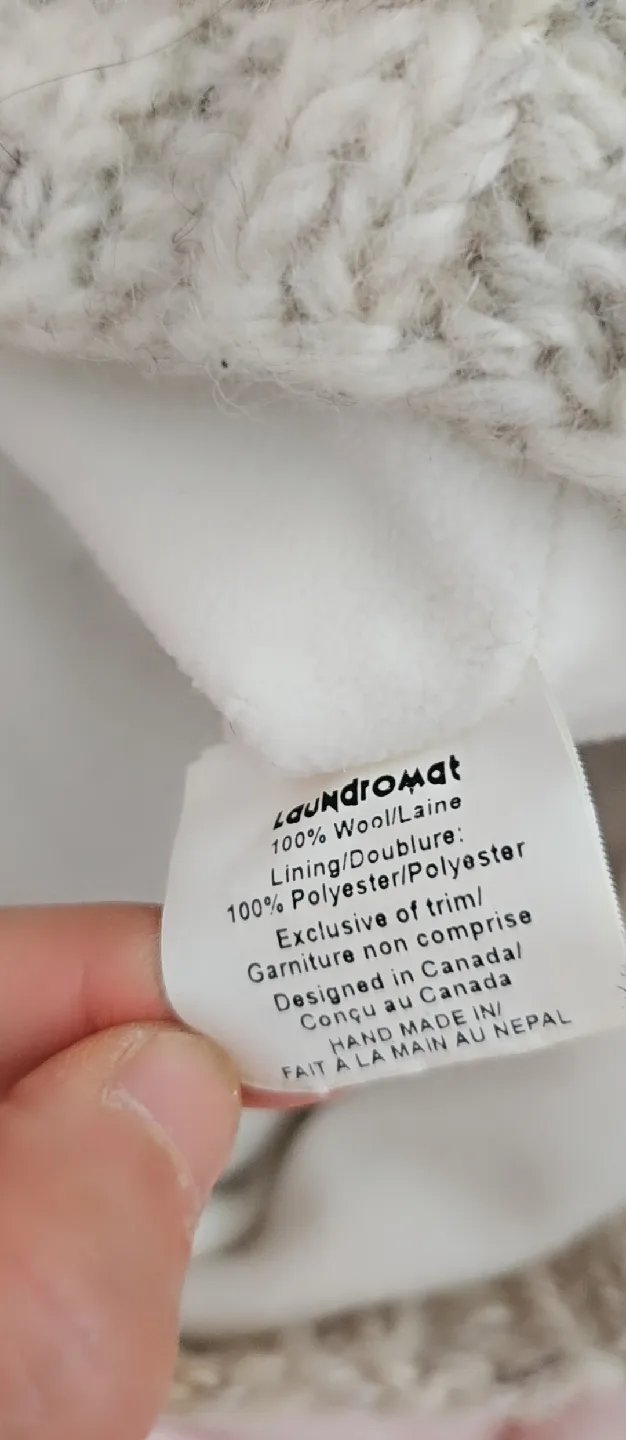 Laundromat
100% Wool/Laine
Lining/Doublure:
100% Polyester/Polyester
Exclusive of trim/
Garniture non comprise
Designed in Canada/
Conçu au Canada
HAND MADE IN/
FAIT À LA MAIN AU NEPAL